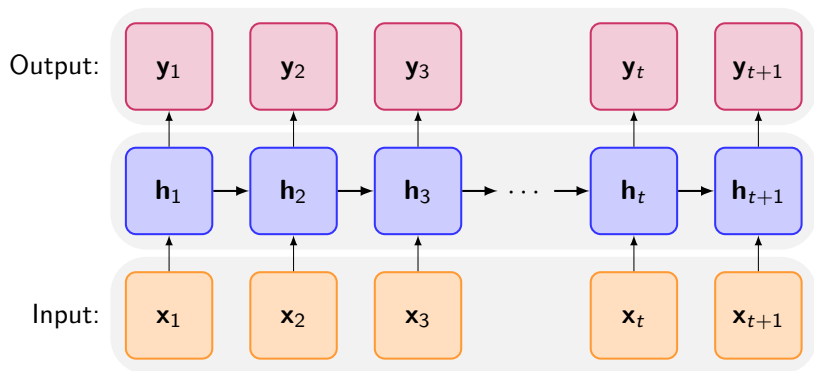 Output: y₁ y₂ y₃ yₜ yₜ₊₁
h₁ h₂ h₃ ··· hₜ hₜ₊₁
Input: x₁ x₂ x₃ xₜ xₜ₊₁